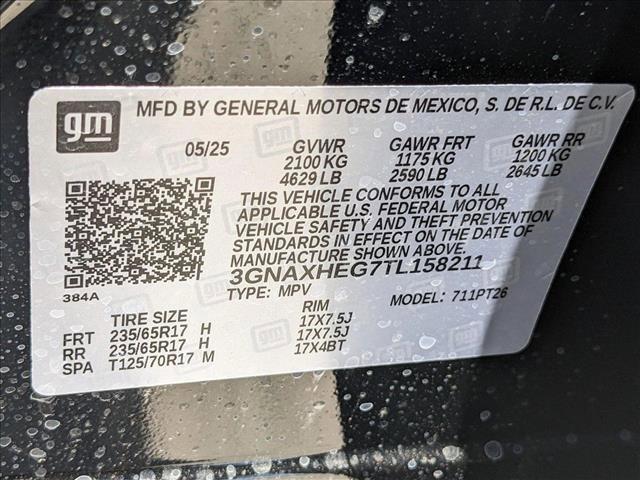 gm
MFD BY GENERAL MOTORS DE MEXICO, S. DE R.L. DE C.V.
05/25 GVWR GAWR FRT GAWR RR
2100 KG 1175 KG 1200 KG
4629 LB 2590 LB 2645 LB
THIS VEHICLE CONFORMS TO ALL
APPLICABLE U.S. FEDERAL MOTOR
VEHICLE SAFETY AND THEFT PREVENTION
STANDARDS IN EFFECT ON THE DATE OF
MANUFACTURE SHOWN ABOVE.
3GNAXHEG7TL158211
384A
TYPE: MPV MODEL: 711PT26
TIRE SIZE RIM
FRT 235/65R17 H 17X7.5J
RR 235/65R17 H 17X7.5J
SPA T125/70R17 M 17X4BT